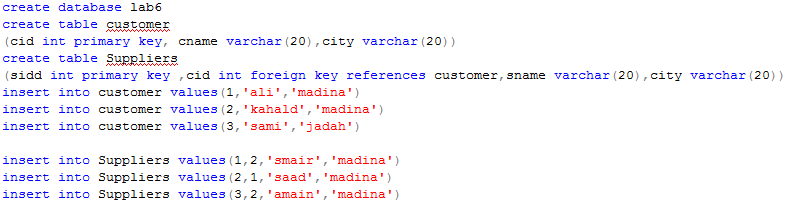 create database lab6
create table customer
(cid int primary key, cname varchar(20),city varchar(20))
create table Suppliers
(sidd int primary key ,cid int foreign key references customer,sname varchar(20),city varchar(20))
insert into customer values(1,'ali','madina')
insert into customer values(2,'kahald','madina')
insert into customer values(3,'sami','jadah')
insert into Suppliers values(1,2,'smair','madina')
insert into Suppliers values(2,1,'saad','madina')
insert into Suppliers values(3,2,'amain','madina')